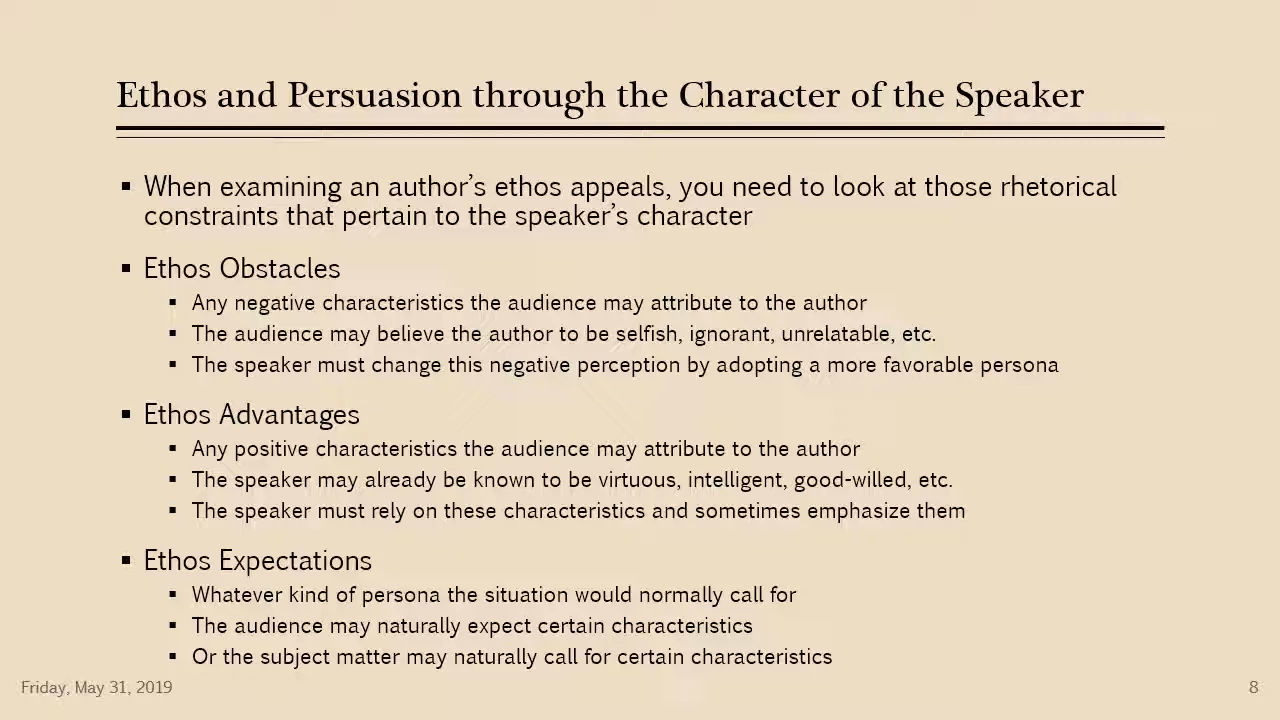 Ethos and Persuasion through the Character of the Speaker
▪ When examining an author's ethos appeals, you need to look at those rhetorical
constraints that pertain to the speaker's character
▪ Ethos Obstacles
▪ Any negative characteristics the audience may attribute to the author
▪ The audience may believe the author to be selfish, ignorant, unrelatable, etc.
▪ The speaker must change this negative perception by adopting a more favorable persona
▪ Ethos Advantages
▪ Any positive characteristics the audience may attribute to the author
▪ The speaker may already be known to be virtuous, intelligent, good-willed, etc.
▪ The speaker must rely on these characteristics and sometimes emphasize them
▪ Ethos Expectations
▪ Whatever kind of persona the situation would normally call for
▪ The audience may naturally expect certain characteristics
▪ Or the subject matter may naturally call for certain characteristics
Friday, May 31, 2019
8